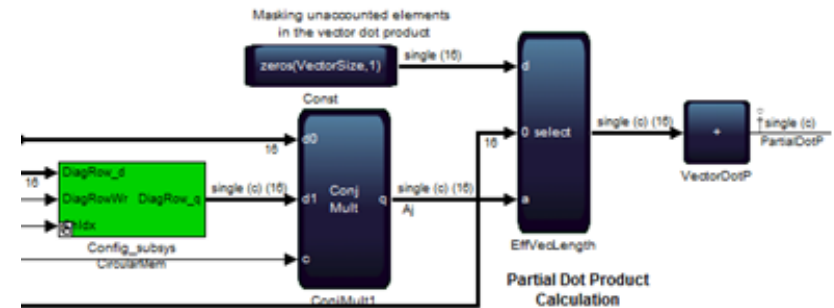 Masking unaccounted elements
in the vector dot product
zeros(VectorSize,1)
single (16)
Const
d
0 select
a
EffVecLength
single (c) (16)
+
VectorDotP
single (c)
PartialDotP
16
d0
d1
c
Conj
Mult
q
ConjMult1
single (c) (16)
Aj
16
16
DiagRow_d
DiagRowWr
DiagRow_q
single (c) (16)
Config_subsys
CircularMem
Partial Dot Product
Calculation